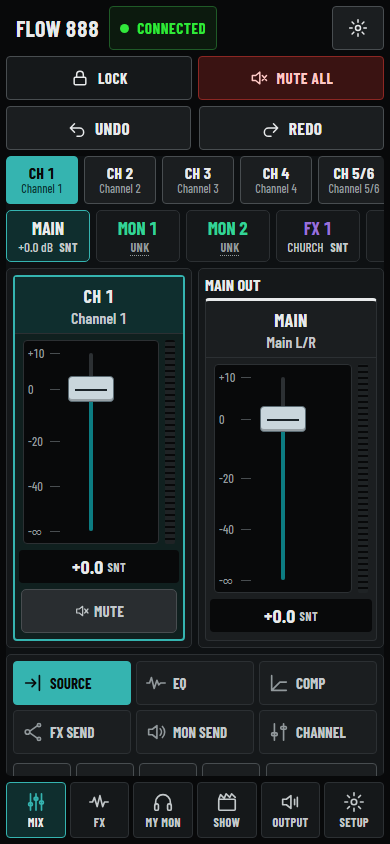 FLOW 888
CONNECTED
LOCK
MUTE ALL
UNDO
REDO
CH 1
Channel 1
CH 2
Channel 2
CH 3
Channel 3
CH 4
Channel 4
CH 5/6
Channel 5/6
MAIN
+0.0 dB SNT
MON 1
UNK
MON 2
UNK
FX 1
CHURCH SNT
CH 1
Channel 1
+10
0
-20
-40
-∞
+0.0 SNT
MUTE
MAIN OUT
MAIN
Main L/R
+10
0
-20
-40
-∞
+0.0 SNT
SOURCE
EQ
COMP
FX SEND
MON SEND
CHANNEL
MIX
FX
MY MON
SHOW
OUTPUT
SETUP